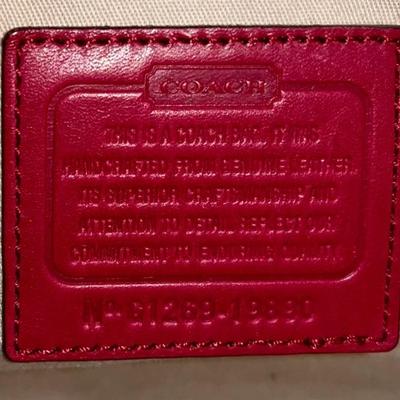 COACH
THIS IS A COACH BAG. IT WAS
HANDCRAFTED FROM GENUINE LEATHER.
ITS SUPERIOR CRAFTSMANSHIP AND
ATTENTION TO DETAIL REFLECT OUR
COMMITMENT TO ENDURING QUALITY.